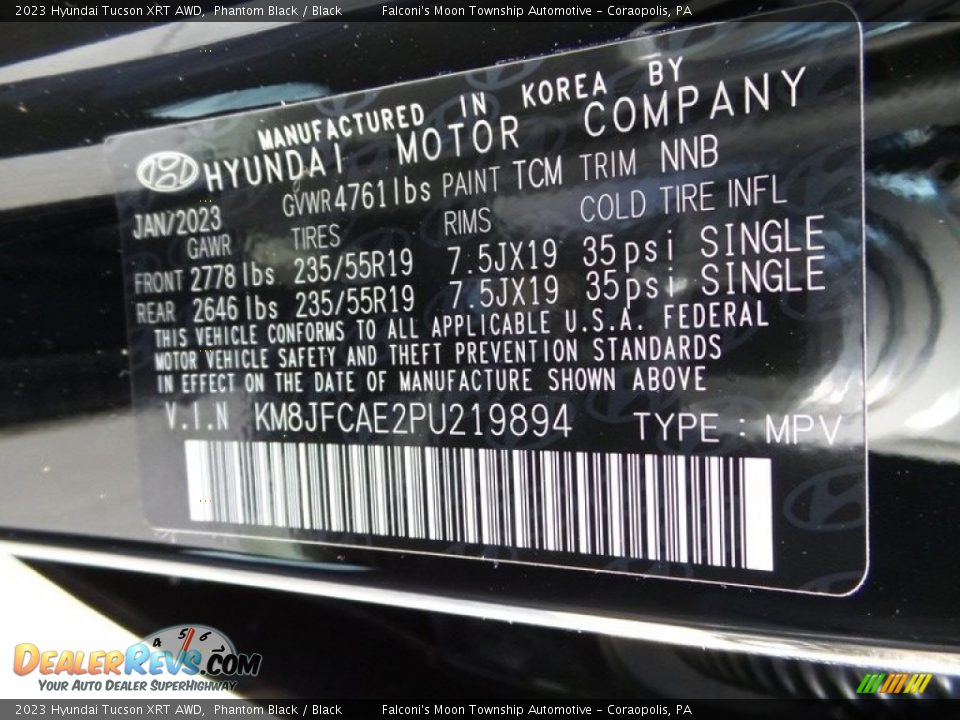 2023 Hyundai Tucson XRT AWD, Phantom Black / Black Falconi's Moon Township Automotive - Coraopolis, PA
MANUFACTURED IN KOREA BY
HYUNDAI MOTOR COMPANY
JAN/2023 GVWR 4761 lbs PAINT TCM TRIM NNB
GAWR TIRES RIMS COLD TIRE INFL
FRONT 2778 lbs 235/55R19 7.5JX19 35psi SINGLE
REAR 2646 lbs 235/55R19 7.5JX19 35psi SINGLE
THIS VEHICLE CONFORMS TO ALL APPLICABLE U.S.A. FEDERAL
MOTOR VEHICLE SAFETY AND THEFT PREVENTION STANDARDS
IN EFFECT ON THE DATE OF MANUFACTURE SHOWN ABOVE
V.I.N KM8JFCAE2PU219894 TYPE : MPV
4 5 6
DEALERREVS.COM
YOUR AUTO DEALER SUPERHIGHWAY
2023 Hyundai Tucson XRT AWD, Phantom Black / Black Falconi's Moon Township Automotive - Coraopolis, PA